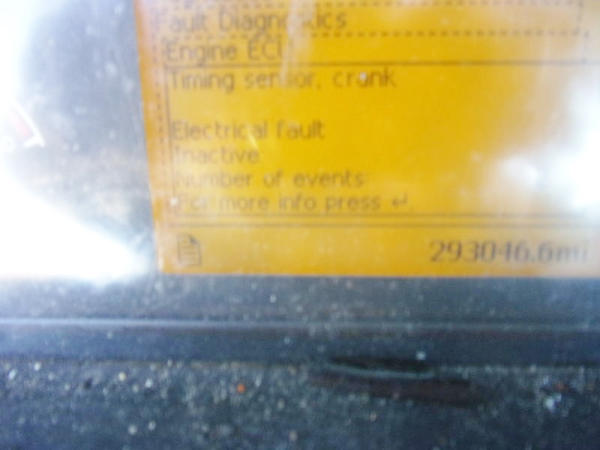 Fault Diagnostics
Engine ECU
Timing sensor, crank
Electrical fault
Inactive
Number of events:
For more info press ↵.
293046.6mi